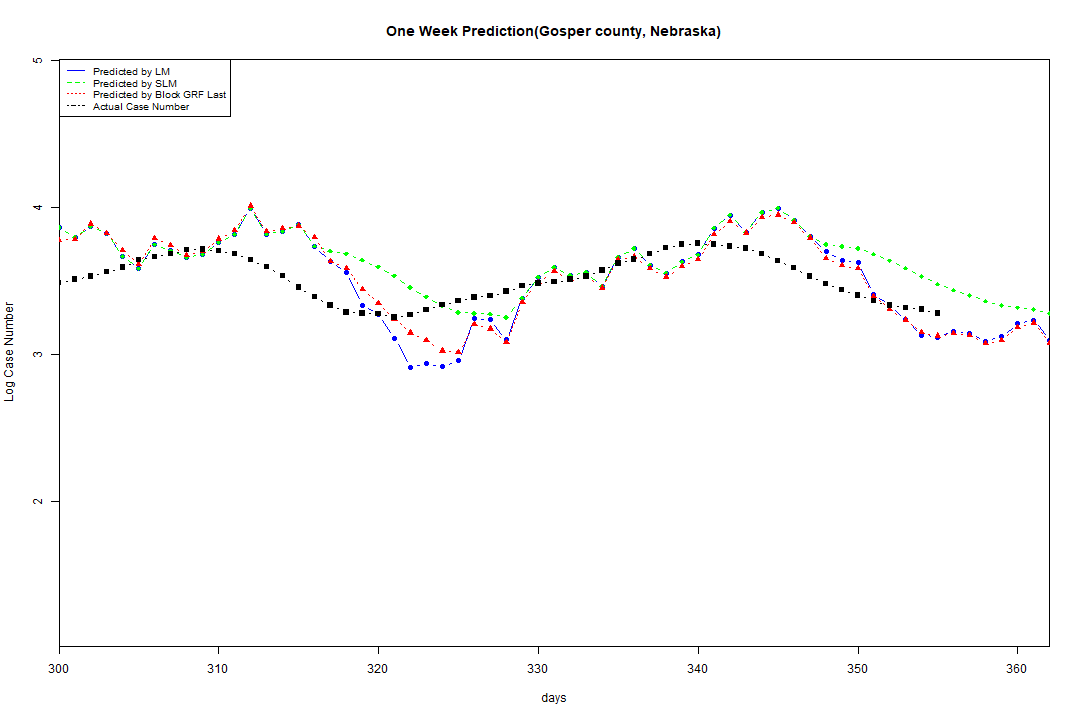 One Week Prediction(Gosper county, Nebraska)
Predicted by LM
Predicted by SLM
Predicted by Block GRF Last
Actual Case Number
5
4
3
2
Log Case Number
300 310 320 330 340 350 360
days